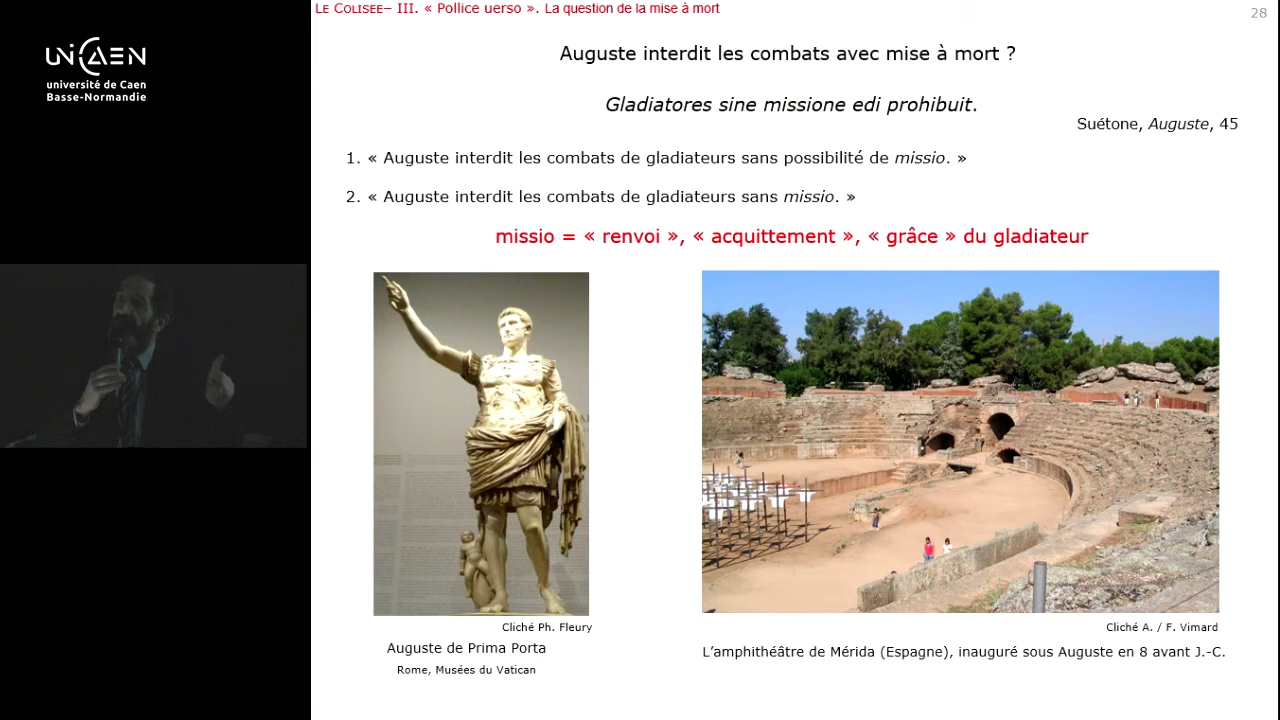 LE COLISEE– III. « Pollice uerso ». La question de la mise à mort
28
UNICAEN
université de Caen
Basse-Normandie
Auguste interdit les combats avec mise à mort ?
Gladiatores sine missione edi prohibuit.
Suétone, Auguste, 45
1. « Auguste interdit les combats de gladiateurs sans possibilité de missio. »
2. « Auguste interdit les combats de gladiateurs sans missio. »
missio = « renvoi », « acquittement », « grâce » du gladiateur
Cliché Ph. Fleury
Auguste de Prima Porta
Rome, Musées du Vatican
Cliché A. / F. Vimard
L’amphithéâtre de Mérida (Espagne), inauguré sous Auguste en 8 avant J.-C.